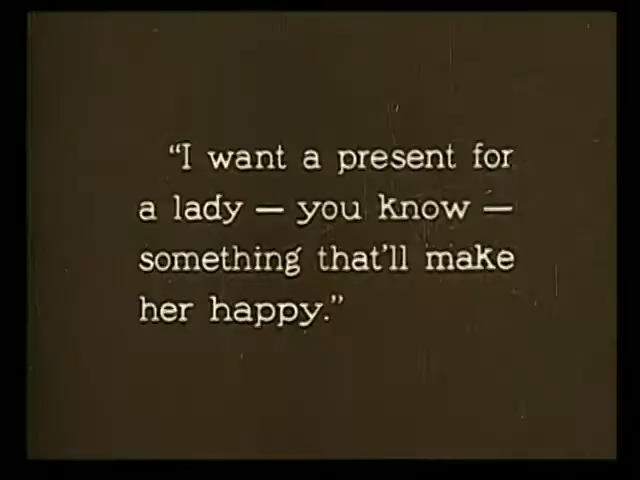 “I want a present for
a lady — you know —
something that’ll make
her happy.”